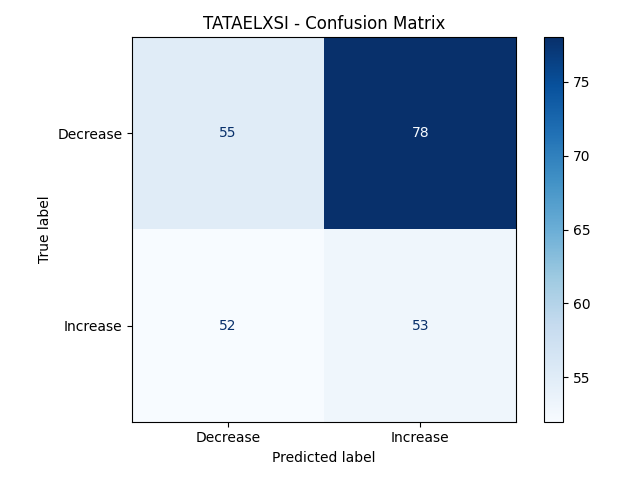 TATAELXSI - Confusion Matrix
True label
Decrease
55
78
Increase
52
53
Decrease
Increase
Predicted label
75
70
65
60
55